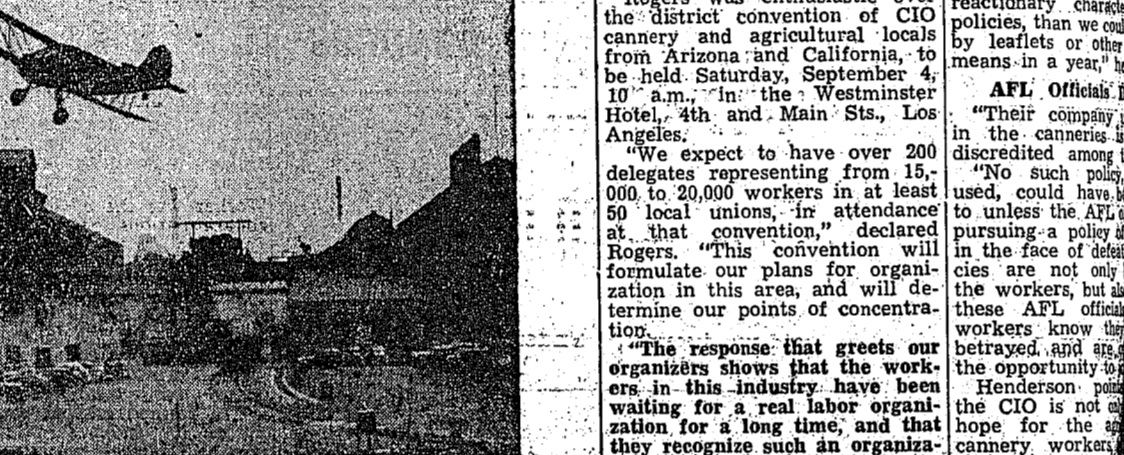 Rogers was enthusiastic over
the district convention of CIO
cannery and agricultural locals
from Arizona and California, to
be held Saturday, September 4,
10 a.m., in the Westminster
Hotel, 4th and Main Sts., Los
Angeles.
"We expect to have over 200
delegates representing from 15,-
000 to 20,000 workers in at least
50 local unions, in attendance
at that convention," declared
Rogers. "This convention will
formulate our plans for organi-
zation in this area, and will de-
termine our points of concentra-
tion.
"The response that greets our
organizers shows that the work-
ers in this industry have been
waiting for a real labor organi-
zation for a long time, and that
they recognize such an organiza-
reactionary
policies, than we
by leaflets or other
means in a year,"
AFL Officials
"Their company
in the canneries
discredited among
"No such policy,
used, could have
to unless the AFL
pursuing a policy
in the face of
cies are not only
the workers, but
these AFL
workers know
betrayed and are
the opportunity to
Henderson
the CIO is not
hope for the
cannery workers